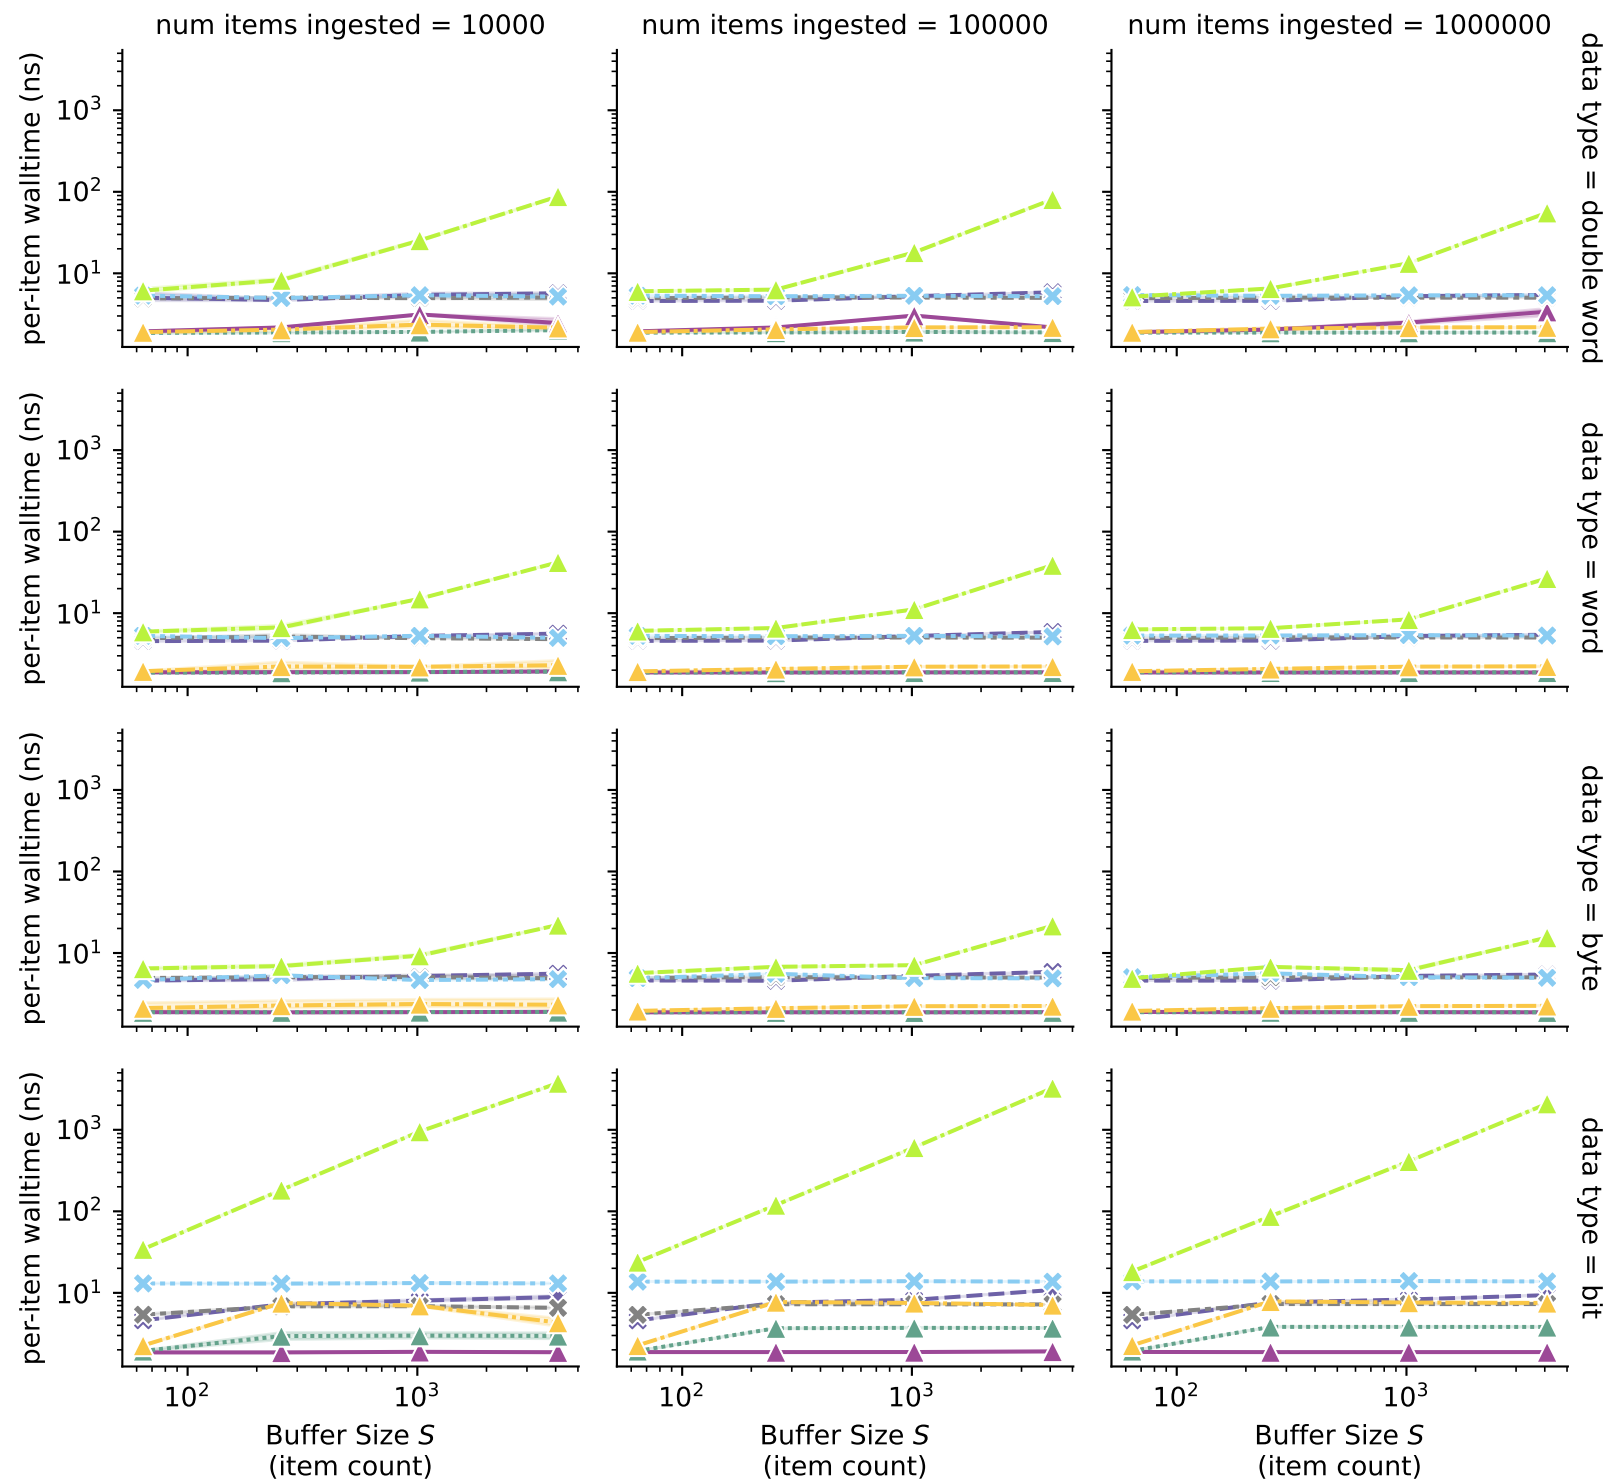 num items ingested = 10000
num items ingested = 100000
num items ingested = 1000000
per-item walltime (ns)
10³
10²
10¹
data type = double word
per-item walltime (ns)
10³
10²
10¹
data type = word
per-item walltime (ns)
10³
10²
10¹
data type = byte
per-item walltime (ns)
10³
10²
10¹
data type = bit
10² 10³
10² 10³
10² 10³
Buffer Size S
(item count)
Buffer Size S
(item count)
Buffer Size S
(item count)